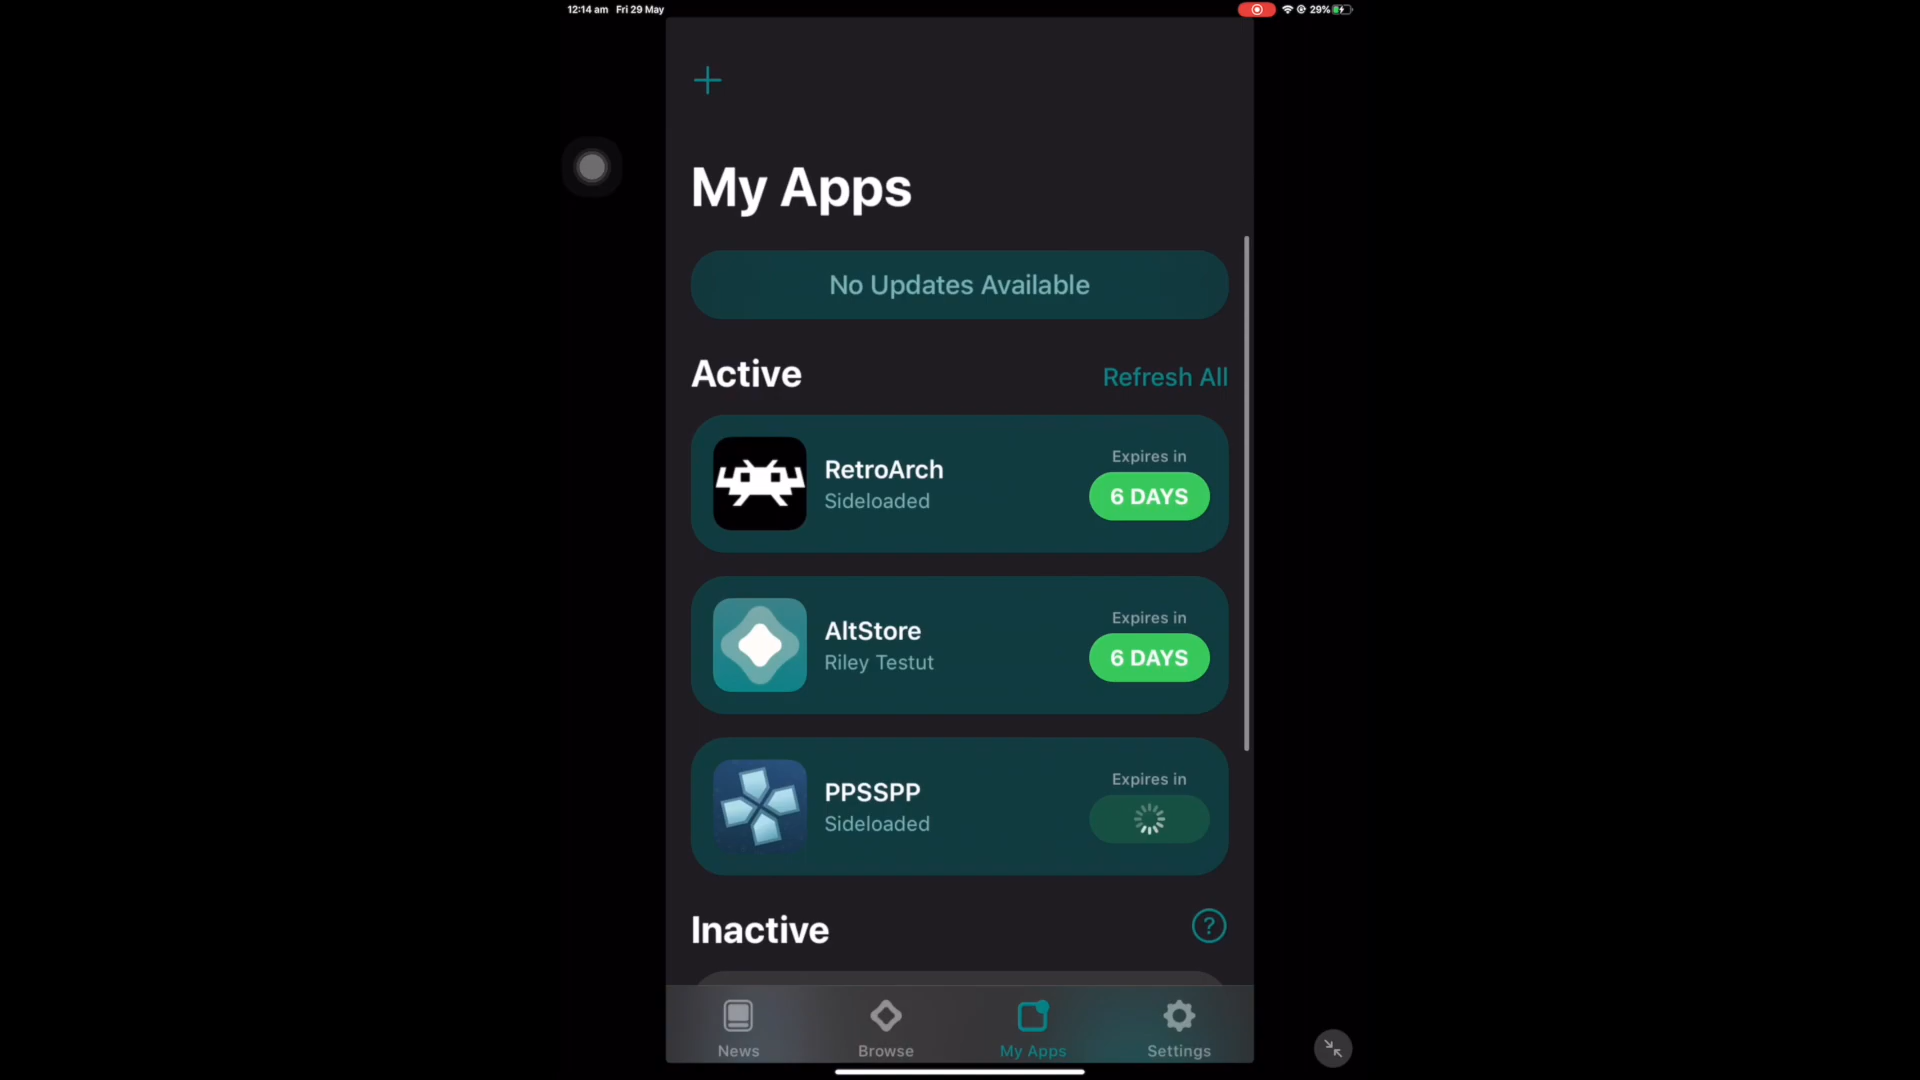 12:14 am Fri 29 May
29%
My Apps
No Updates Available
Active
Refresh All
RetroArch
Sideloaded
Expires in
6 DAYS
AltStore
Riley Testut
Expires in
6 DAYS
PPSSPP
Sideloaded
Expires in
Inactive
?
News
Browse
My Apps
Settings